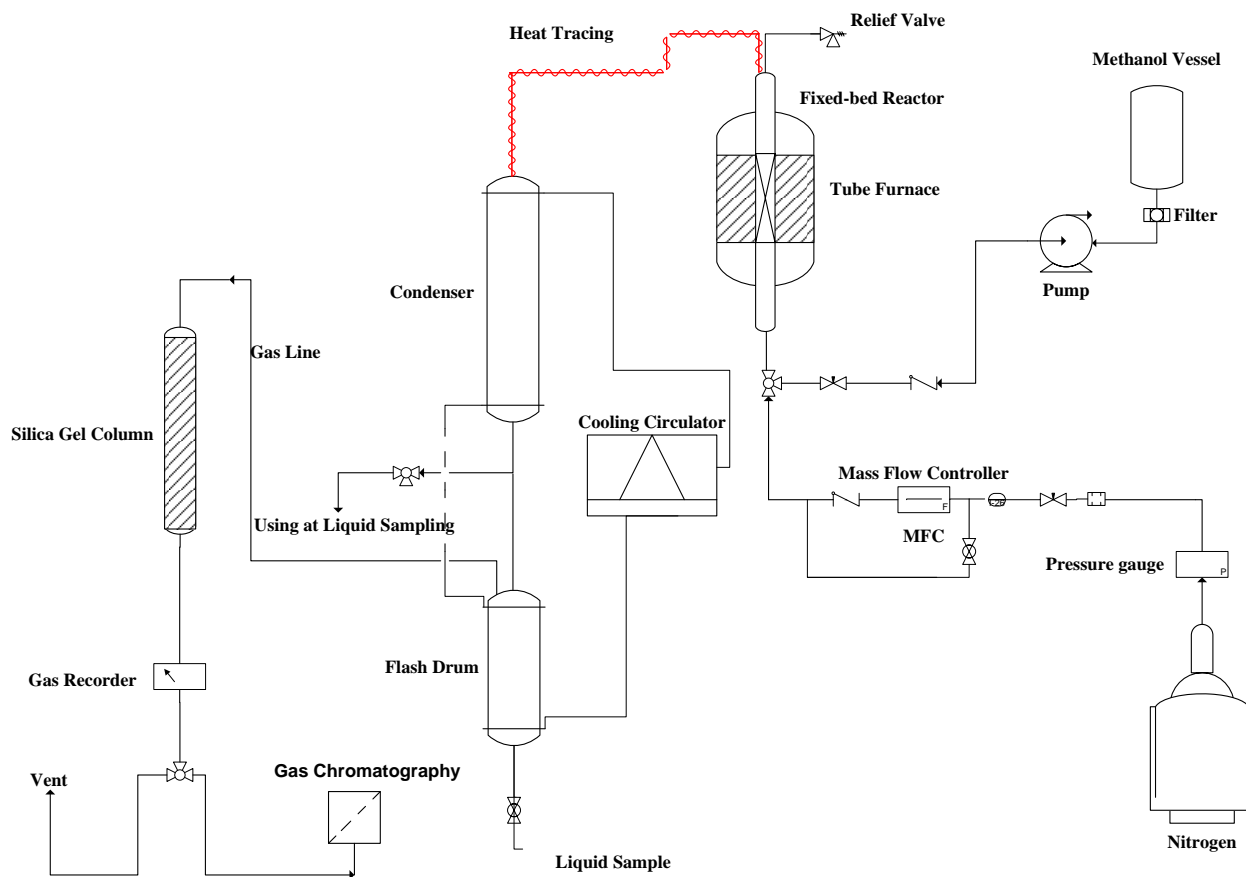 Heat Tracing
Relief Valve
Methanol Vessel
Fixed-bed Reactor
Tube Furnace
Filter
Pump
Condenser
Gas Line
Silica Gel Column
Cooling Circulator
Mass Flow Controller
F
MFC
Using at Liquid Sampling
Pressure gauge
P
Flash Drum
Gas Recorder
Gas Chromatography
Vent
Liquid Sample
Nitrogen